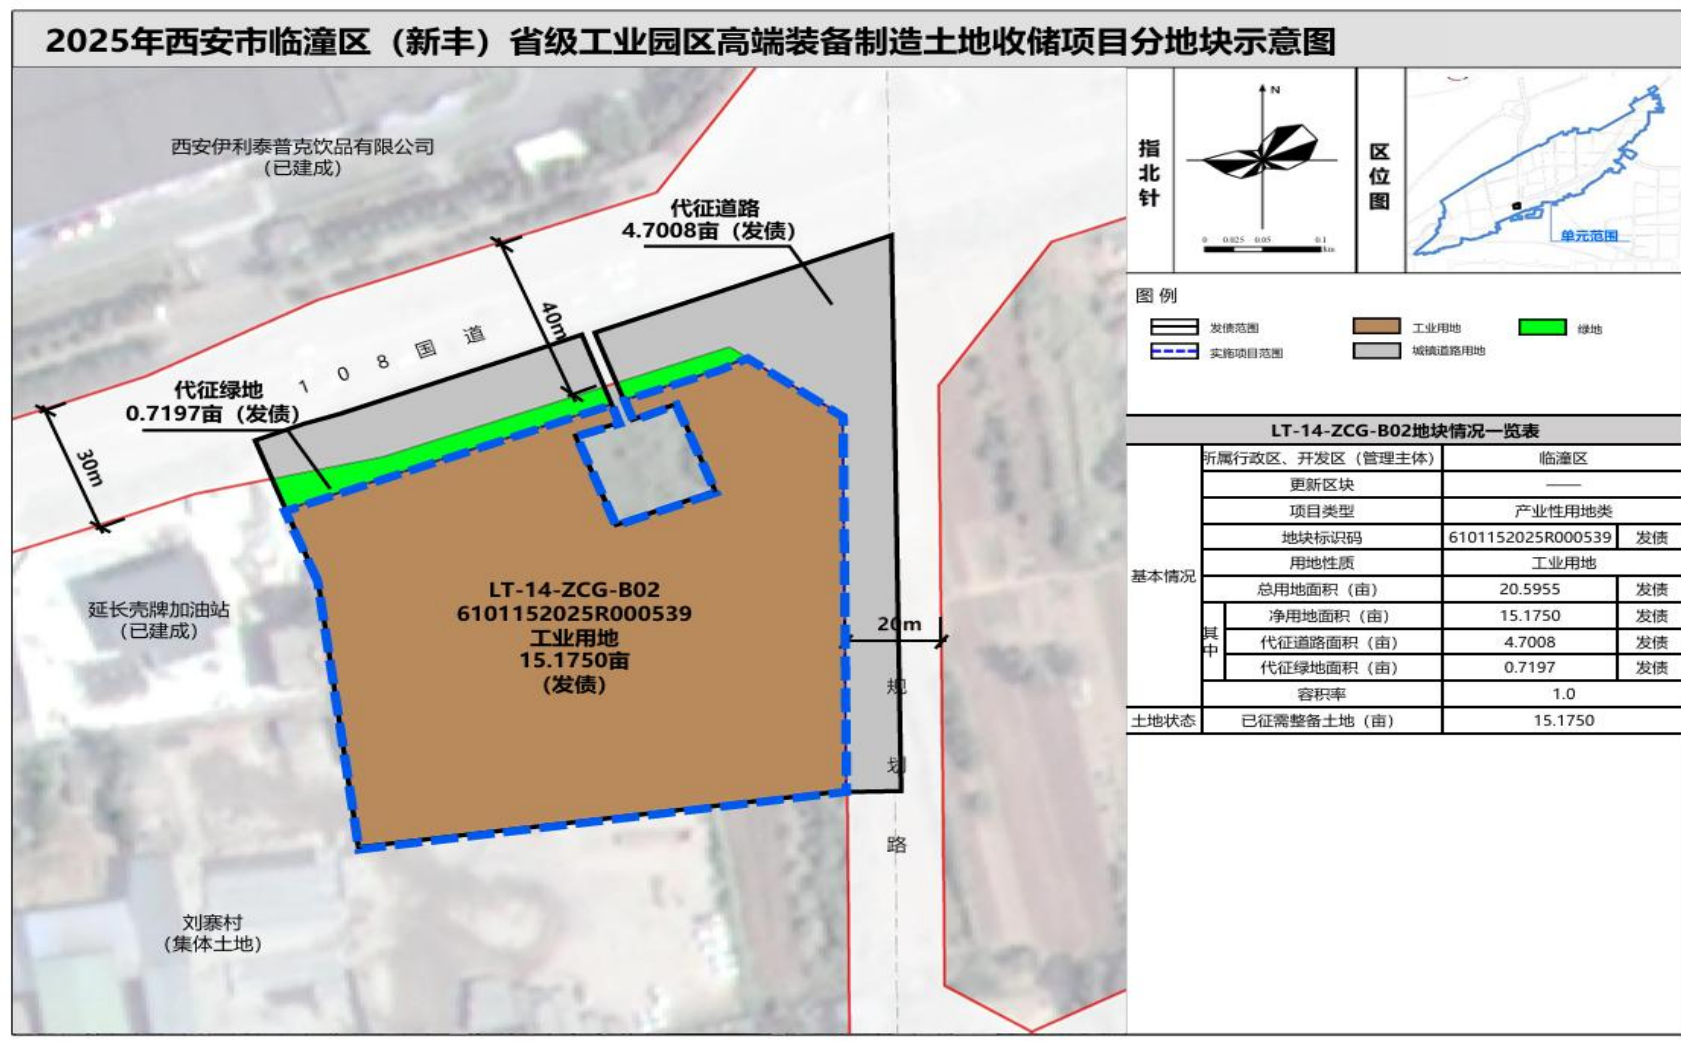 2025年西安市临潼区（新丰）省级工业园区高端装备制造土地收储项目分地块示意图
西安伊利泰普克饮品有限公司
（已建成）
代征道路
4.7008亩（发债）
40m
108国道
代征绿地
0.7197亩（发债）
30m
延长壳牌加油站
（已建成）
LT-14-ZCG-B02
6101152025R000539
工业用地
15.1750亩
（发债）
20m
规划路
刘寨村
（集体土地）
指北针
N
0 0.025 0.05 0.1
km
区位图
单元范围
图例
发债范围 工业用地 绿地
实施项目范围 城镇道路用地
LT-14-ZCG-B02地块情况一览表
基本情况
所属行政区、开发区（管理主体） 临潼区
更新区块 ——
项目类型 产业性用地类
地块标识码 6101152025R000539 发债
用地性质 工业用地
总用地面积（亩） 20.5955 发债
其中
净用地面积（亩） 15.1750 发债
代征道路面积（亩） 4.7008 发债
代征绿地面积（亩） 0.7197 发债
容积率 1.0
土地状态 已征需整备土地（亩） 15.1750